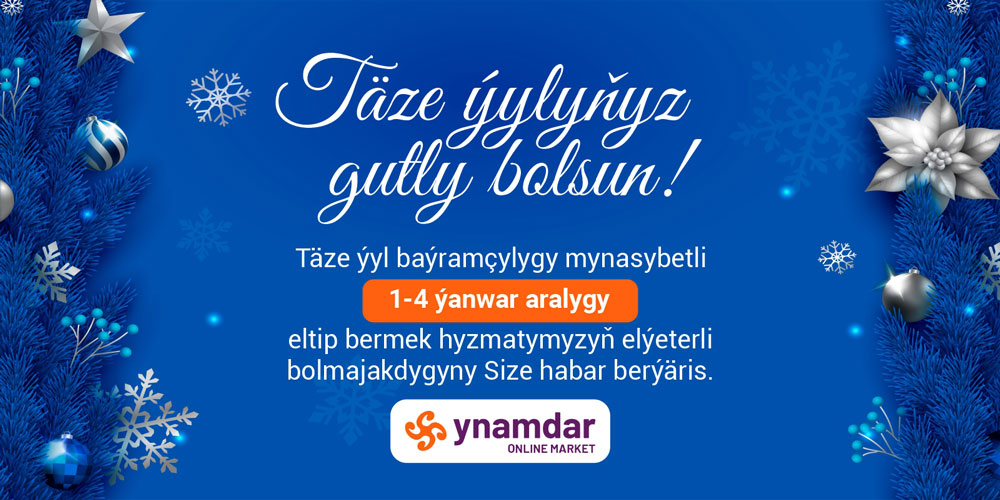 Täze ýylyňyz
gutly bolsun!
Täze ýyl baýramçylygy mynasybetli
1-4 ýanwar aralygy
eltip bermek hyzmatymyzyň elýeterli
bolmajakdygyny Size habar berýäris.
ynamdar
ONLINE MARKET